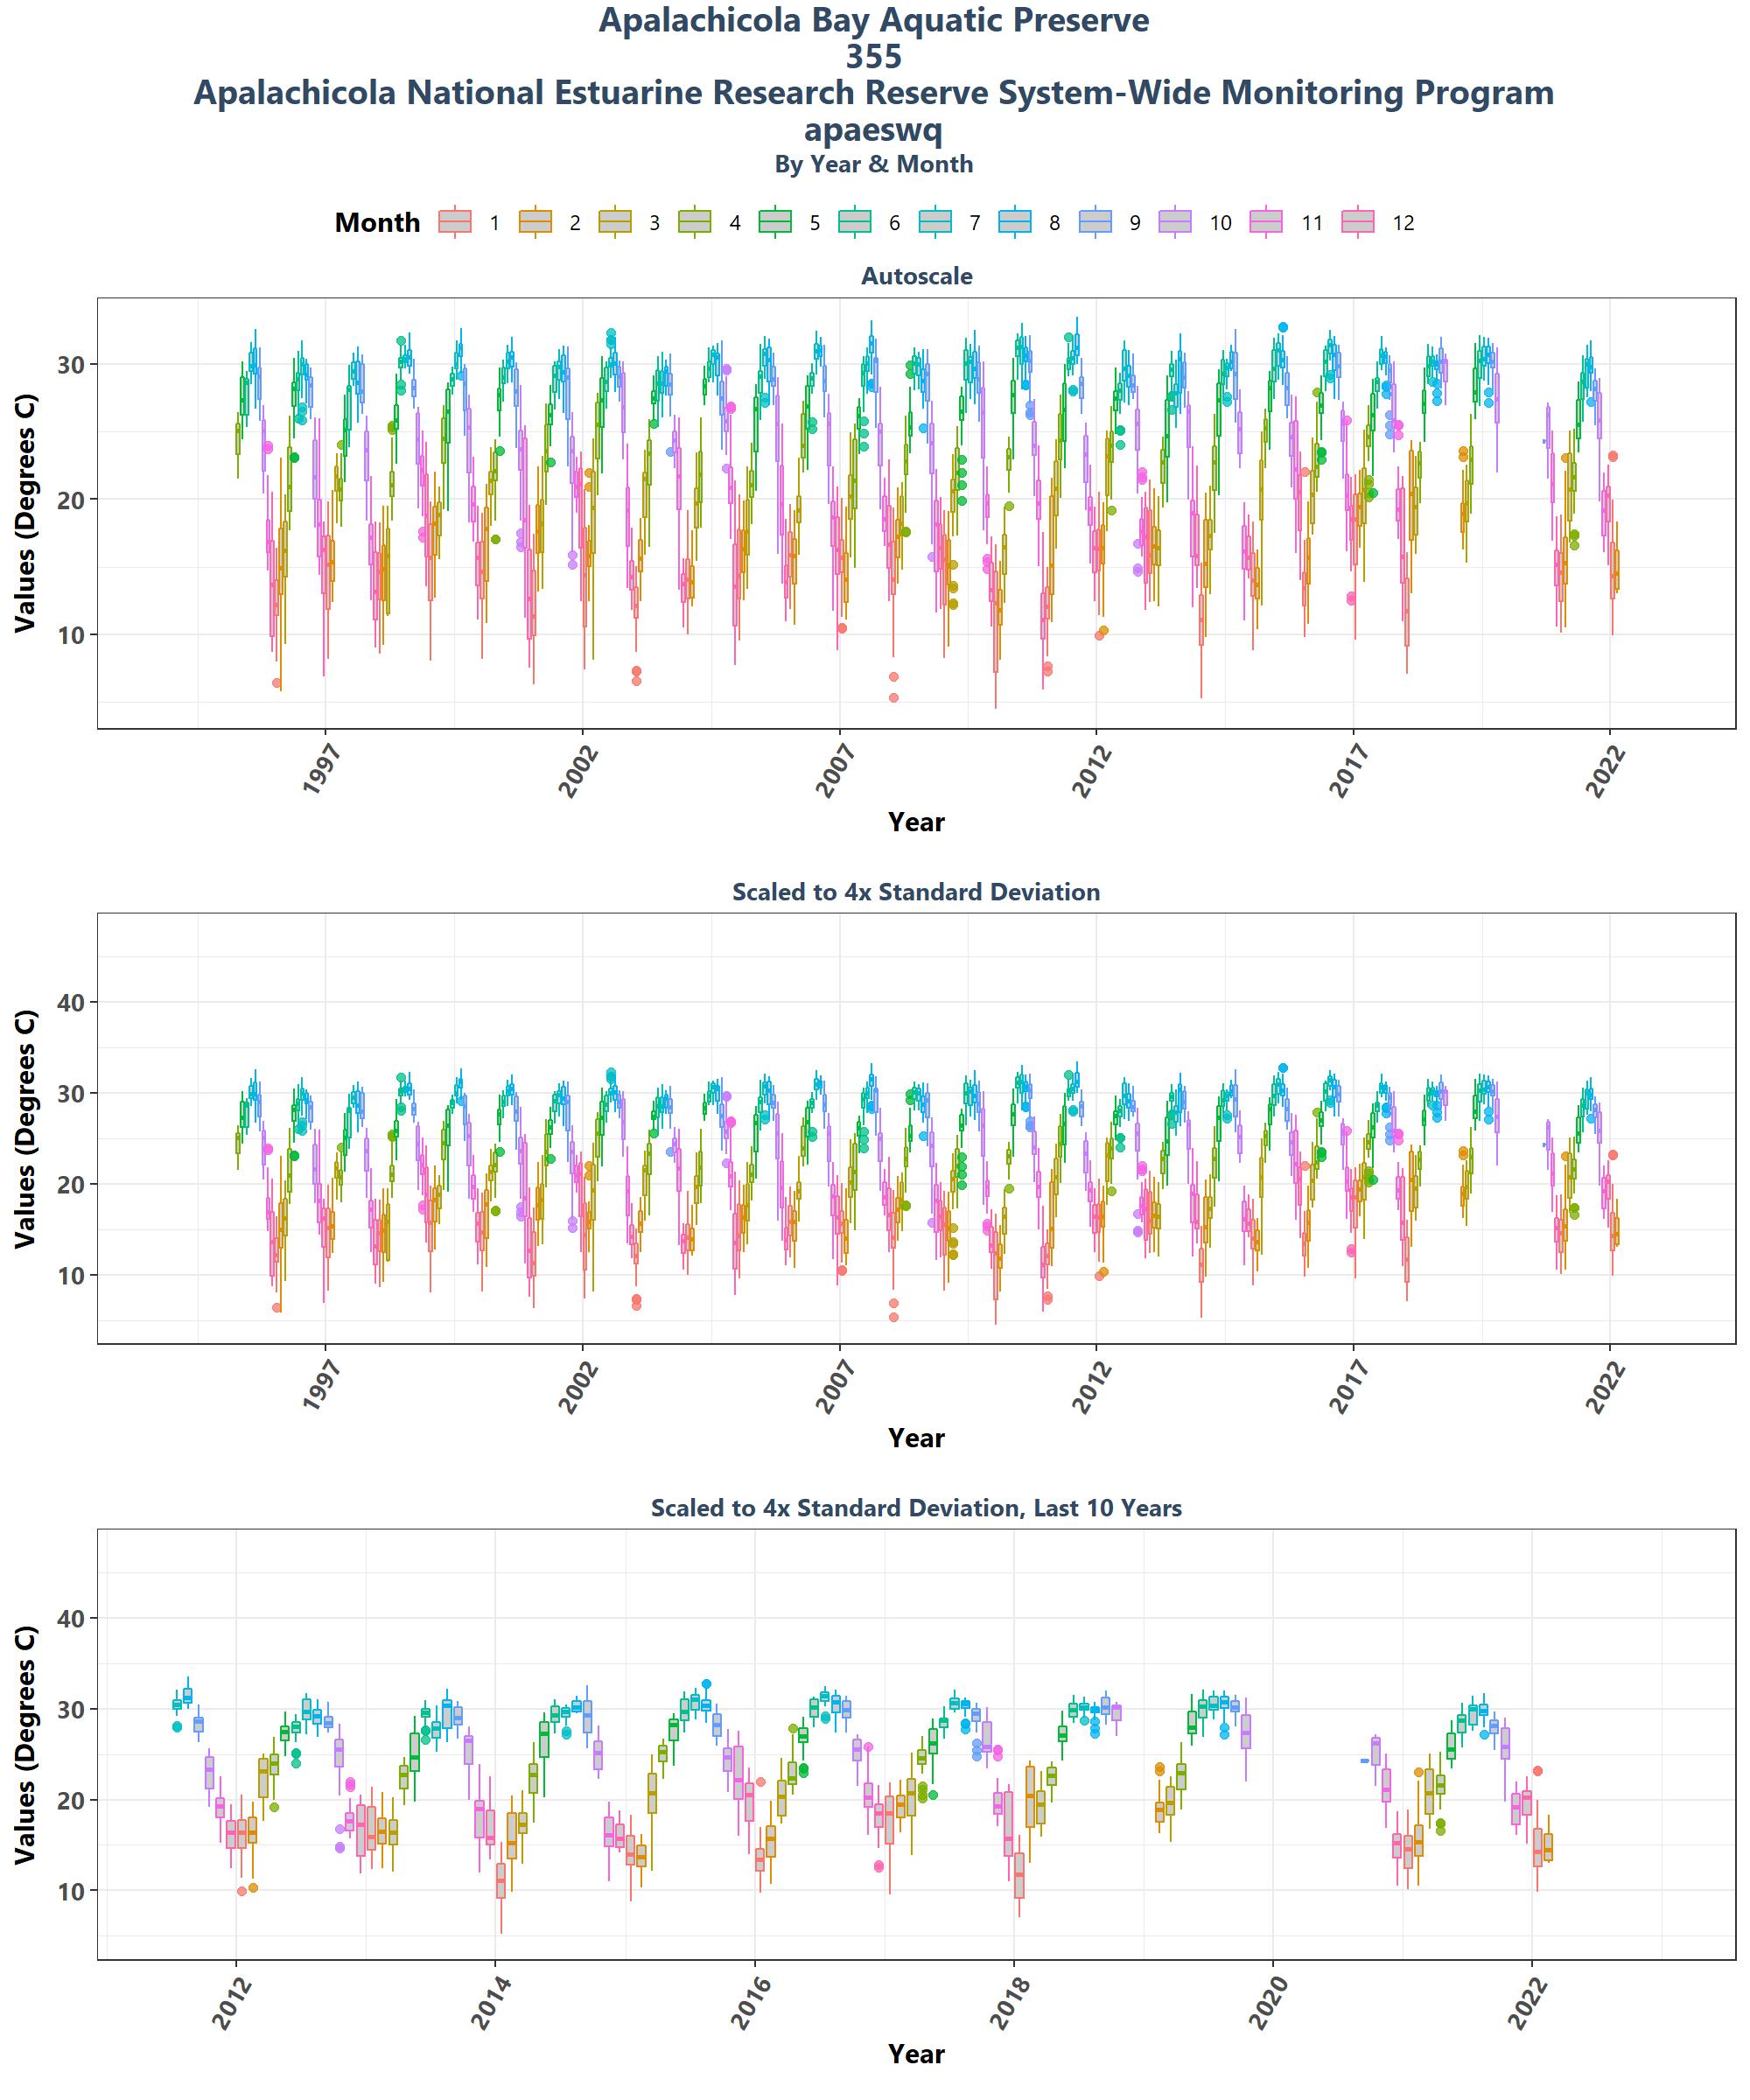 Apalachicola Bay Aquatic Preserve
355
Apalachicola National Estuarine Research Reserve System-Wide Monitoring Program
apaeswq
By Year & Month
Month 1 2 3 4 5 6 7 8 9 10 11 12
Autoscale
Values (Degrees C)
30
20
10
1997 2002 2007 2012 2017 2022
Year
Scaled to 4x Standard Deviation
Values (Degrees C)
40
30
20
10
1997 2002 2007 2012 2017 2022
Year
Scaled to 4x Standard Deviation, Last 10 Years
Values (Degrees C)
40
30
20
10
2012 2014 2016 2018 2020 2022
Year